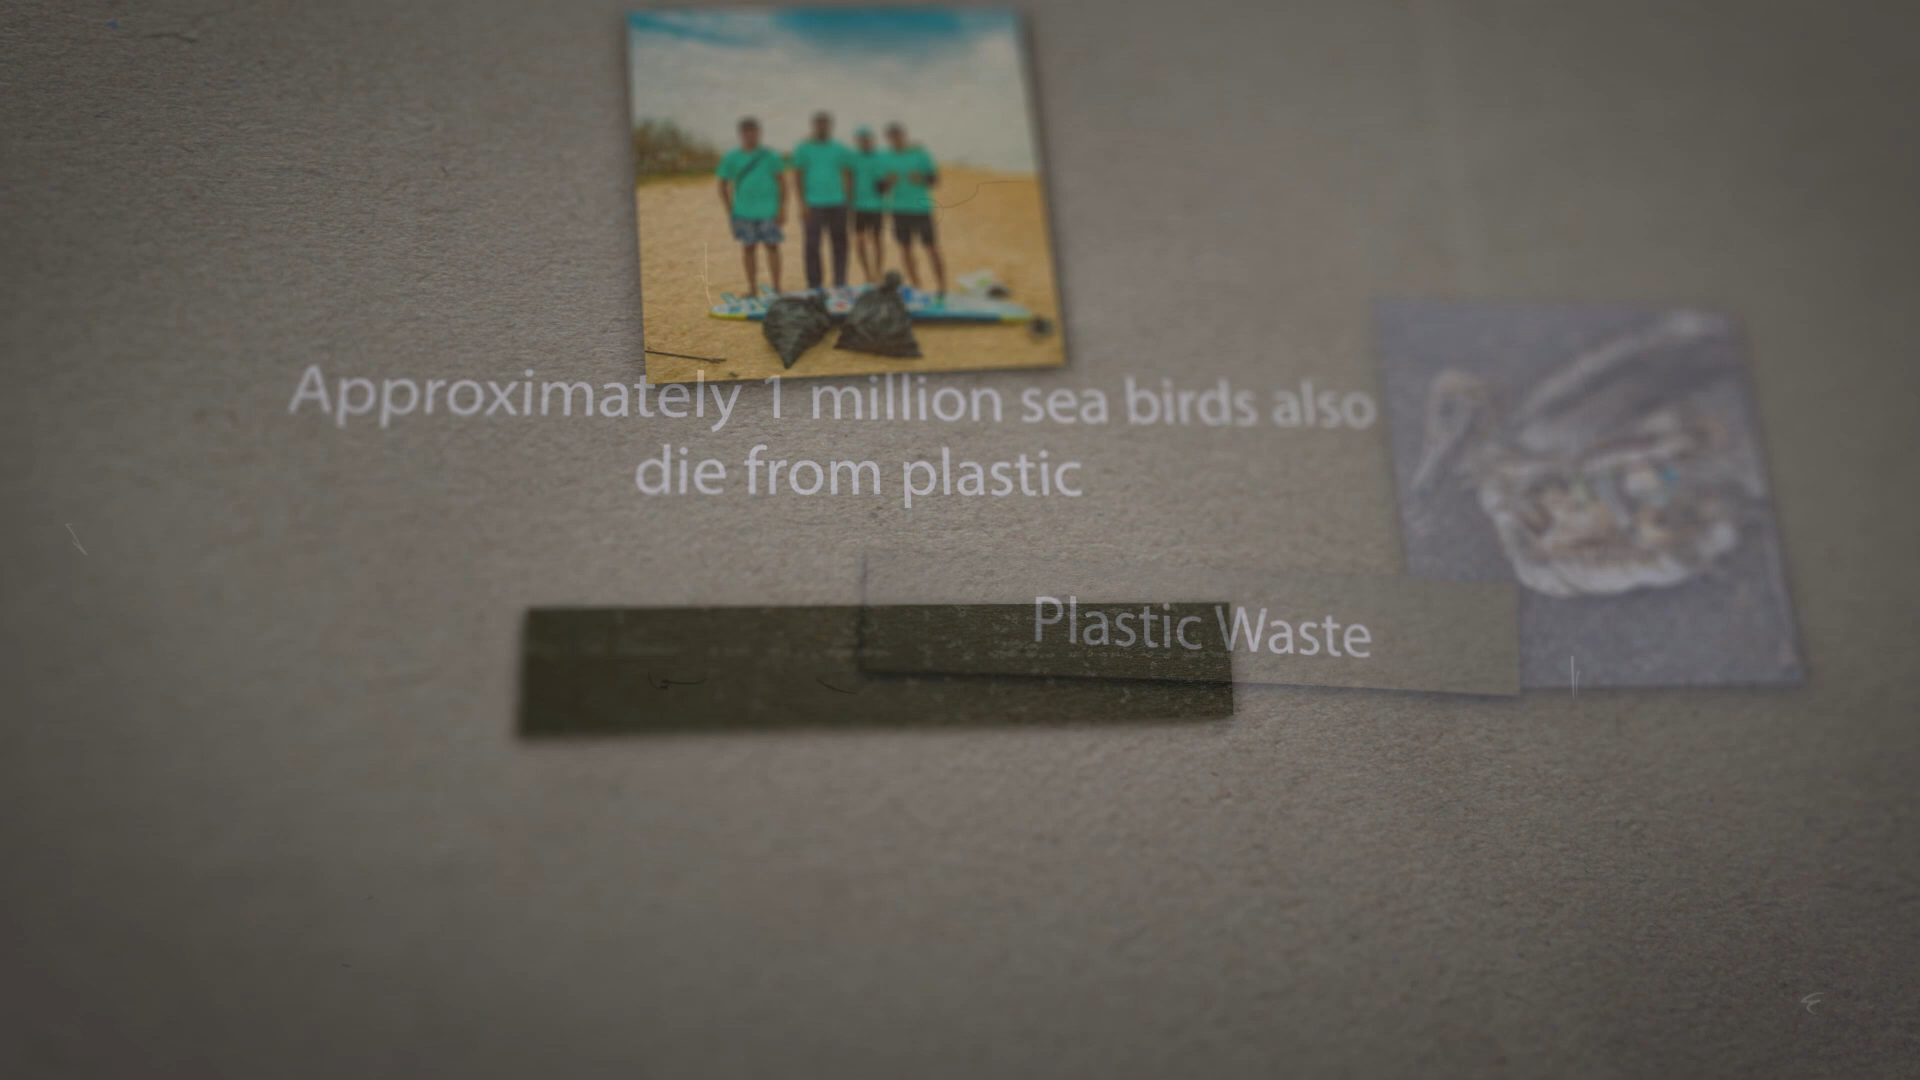 Approximately 1 million sea birds also
die from plastic
Plastic Waste